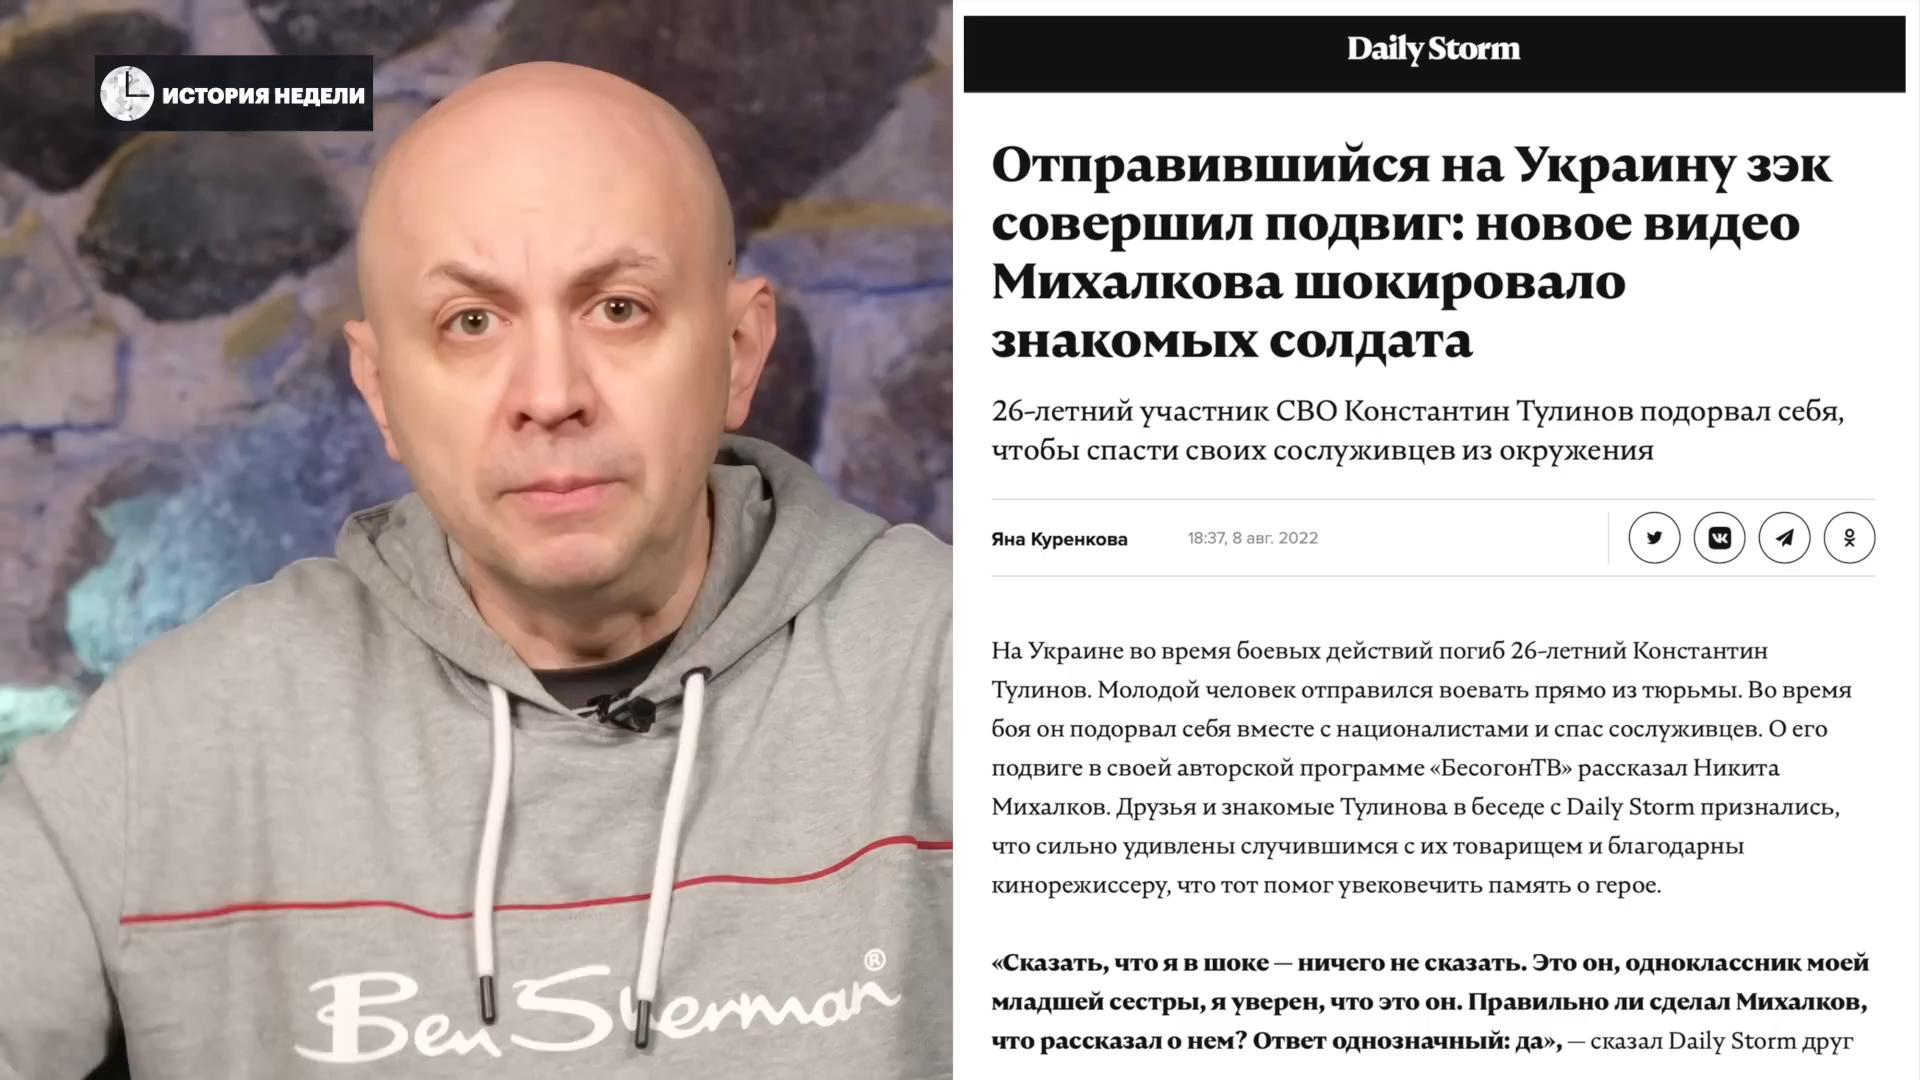 ИСТОРИЯ НЕДЕЛИ
Ben Sherman ®
Daily Storm
Отправившийся на Украину зэк
совершил подвиг: новое видео
Михалкова шокировало
знакомых солдата
26-летний участник СВО Константин Тулинов подорвал себя,
чтобы спасти своих сослуживцев из окружения
Яна Куренкова
18:37, 8 авг. 2022
На Украине во время боевых действий погиб 26-летний Константин
Тулинов. Молодой человек отправился воевать прямо из тюрьмы. Во время
боя он подорвал себя вместе с националистами и спас сослуживцев. О его
подвиге в своей авторской программе «БесогонТВ» рассказал Никита
Михалков. Друзья и знакомые Тулинова в беседе с Daily Storm признались,
что сильно удивлены случившимся с их товарищем и благодарны
кинорежиссеру, что тот помог увековечить память о герое.
«Сказать, что я в шоке — ничего не сказать. Это он, одноклассник моей
младшей сестры, я уверен, что это он. Правильно ли сделал Михалков,
что рассказал о нем? Ответ однозначный: да», — сказал Daily Storm друг